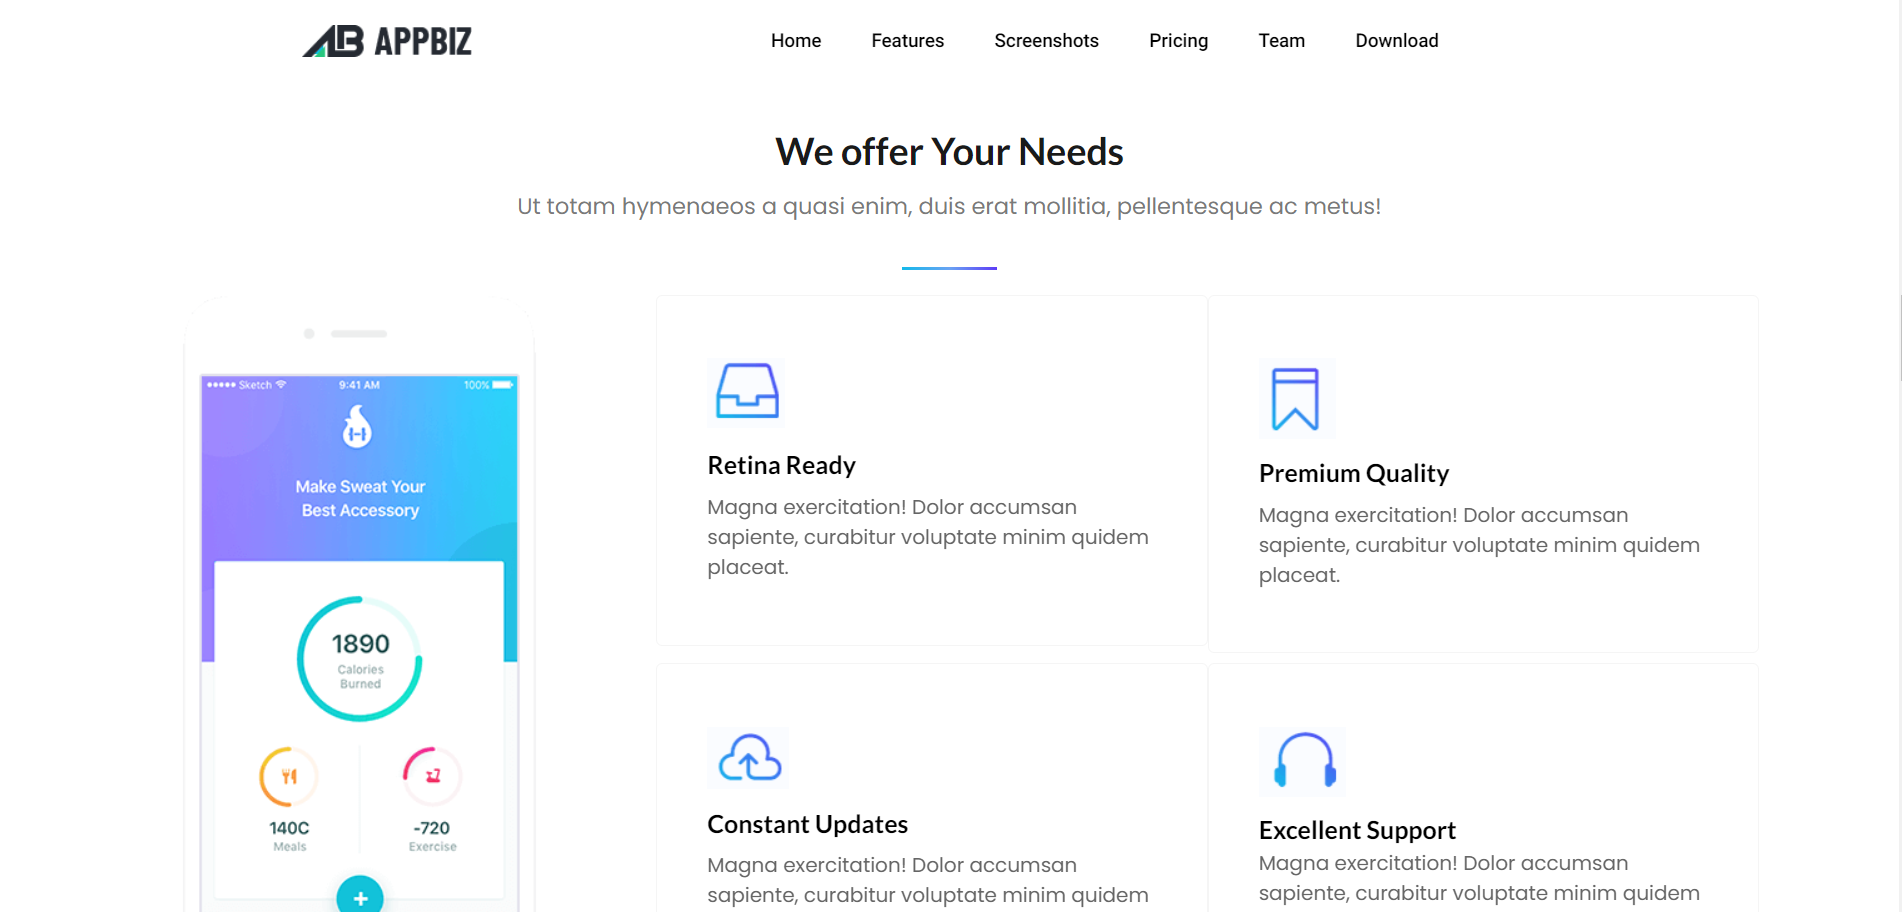 AB APPBIZ
Home Features Screenshots Pricing Team Download
We offer Your Needs
Ut totam hymenaeos a quasi enim, duis erat mollitia, pellentesque ac metus!
Sketch 9:41 AM 100%
Make Sweat Your
Best Accessory
1890
Calories
Burned
140C
Meals
-720
Exercise
+
Retina Ready
Magna exercitation! Dolor accumsan
sapiente, curabitur voluptate minim quidem
placeat.
Premium Quality
Magna exercitation! Dolor accumsan
sapiente, curabitur voluptate minim quidem
placeat.
Constant Updates
Magna exercitation! Dolor accumsan
sapiente, curabitur voluptate minim quidem
Excellent Support
Magna exercitation! Dolor accumsan
sapiente, curabitur voluptate minim quidem